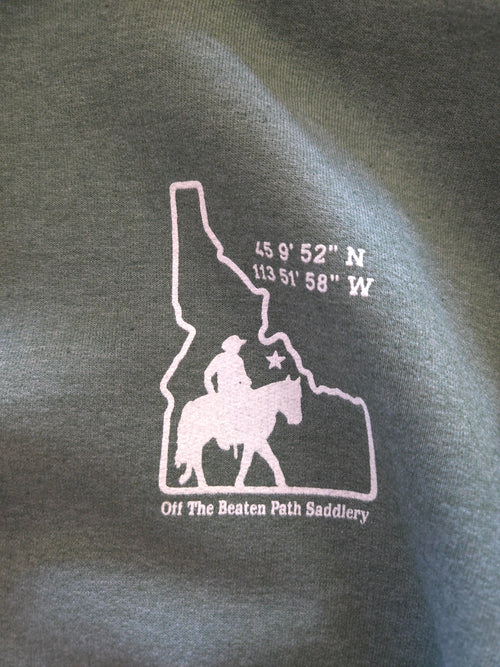 45 9' 52" N
113 51' 58" W
Off The Beaten Path Saddlery